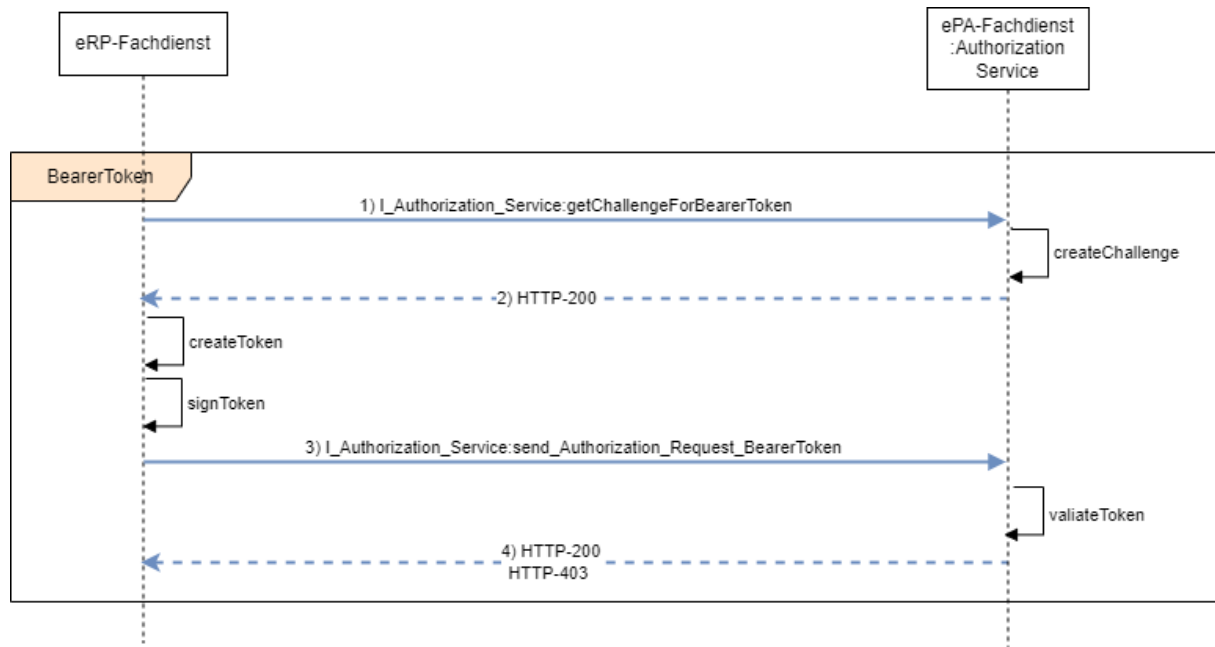 eRP-Fachdienst
ePA-Fachdienst
:Authorization
Service
BearerToken
1) I_Authorization_Service:getChallengeForBearerToken
createChallenge
2) HTTP-200
createToken
signToken
3) I_Authorization_Service:send_Authorization_Request_BearerToken
valiateToken
4) HTTP-200
HTTP-403